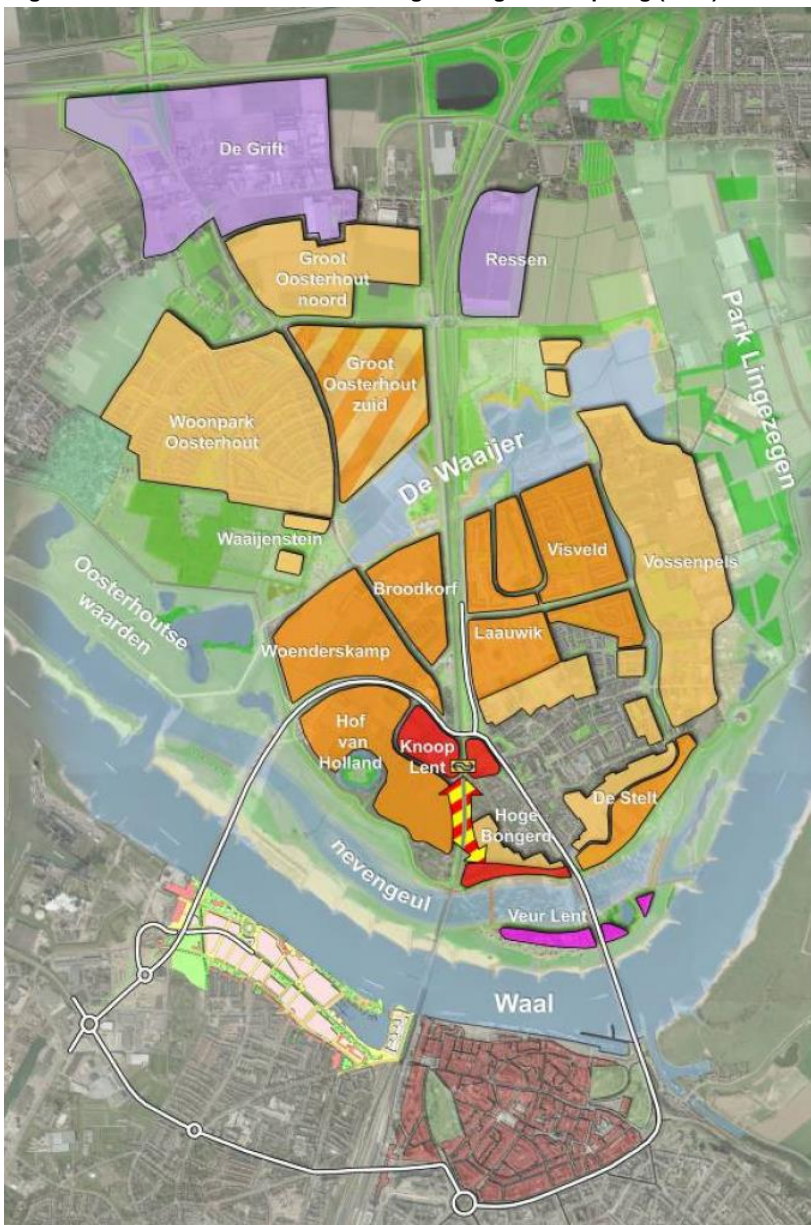 De Grift
Groot
Oosterhout
noord
Ressen
Park Lingezegen
Groot
Oosterhout
zuid
Woonpark
Oosterhout
De Waaijer
Waaijenstein
Visveld
Vossenpels
Oosterhoutse
waarden
Broodkorf
Laauwik
Woenderskamp
Hof
van
Holland
Knoop
Lent
De Stelt
Hoge
Bongerd
nevengeul
Veur Lent
Waal